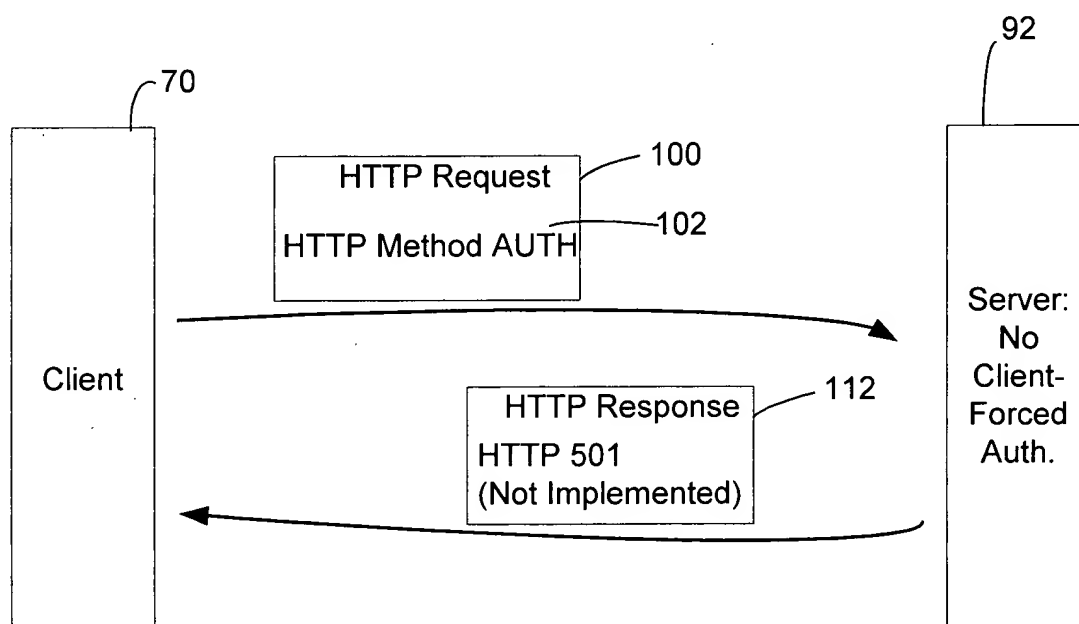 92
70
100
HTTP Request
102
HTTP Method AUTH
Server:
No
Client-
Forced
Auth.
Client
112
HTTP Response
HTTP 501
(Not Implemented)